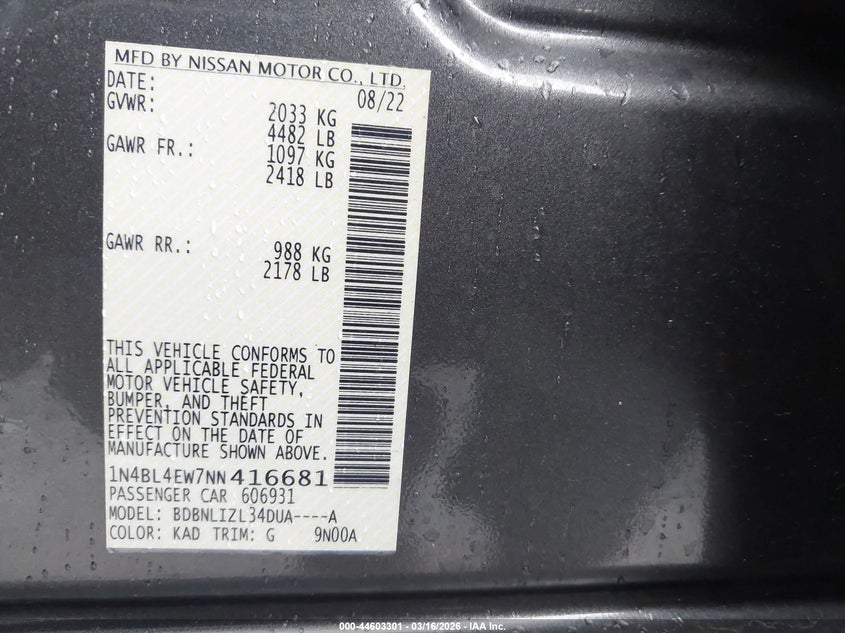 MFD BY NISSAN MOTOR CO., LTD.
DATE: 08/22
GVWR: 2033 KG
4482 LB
GAWR FR.: 1097 KG
2418 LB
GAWR RR.: 988 KG
2178 LB
THIS VEHICLE CONFORMS TO
ALL APPLICABLE FEDERAL
MOTOR VEHICLE SAFETY,
BUMPER, AND THEFT
PREVENTION STANDARDS IN
EFFECT ON THE DATE OF
MANUFACTURE SHOWN ABOVE.
1N4BL4EW7NN416681
PASSENGER CAR 606931
MODEL: BDBNLIZL34DUA----A
COLOR: KAD TRIM: G 9N00A
000-44603301 - 03/16/2026 - IAA Inc.